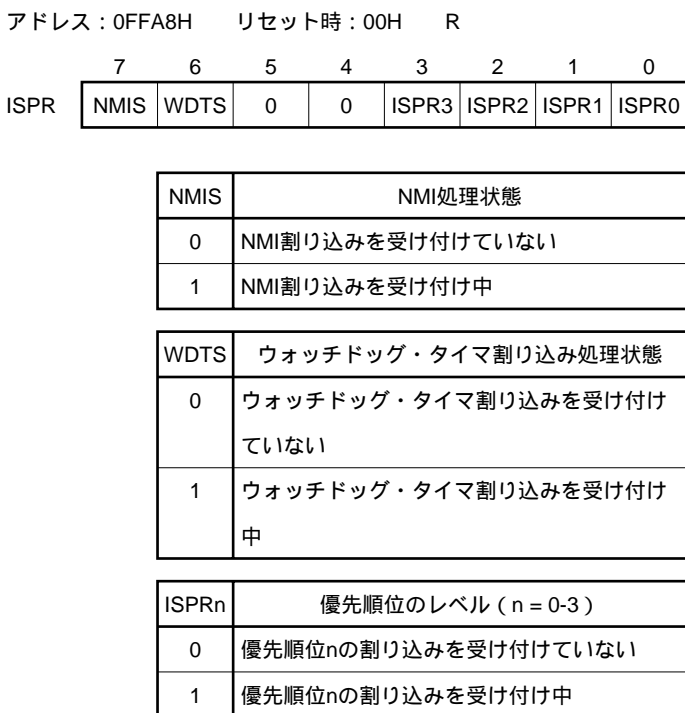 アドレス：0FFA8H　　リセット時：00H　　R
7 6 5 4 3 2 1 0
ISPR NMIS WDTS 0 0 ISPR3 ISPR2 ISPR1 ISPR0
NMIS NMI処理状態
0 NMI割り込みを受け付けていない
1 NMI割り込みを受け付け中
WDTS ウォッチドッグ・タイマ割り込み処理状態
0 ウォッチドッグ・タイマ割り込みを受け付け
ていない
1 ウォッチドッグ・タイマ割り込みを受け付け
中
ISPRn 優先順位のレベル（n = 0-3）
0 優先順位nの割り込みを受け付けていない
1 優先順位nの割り込みを受け付け中